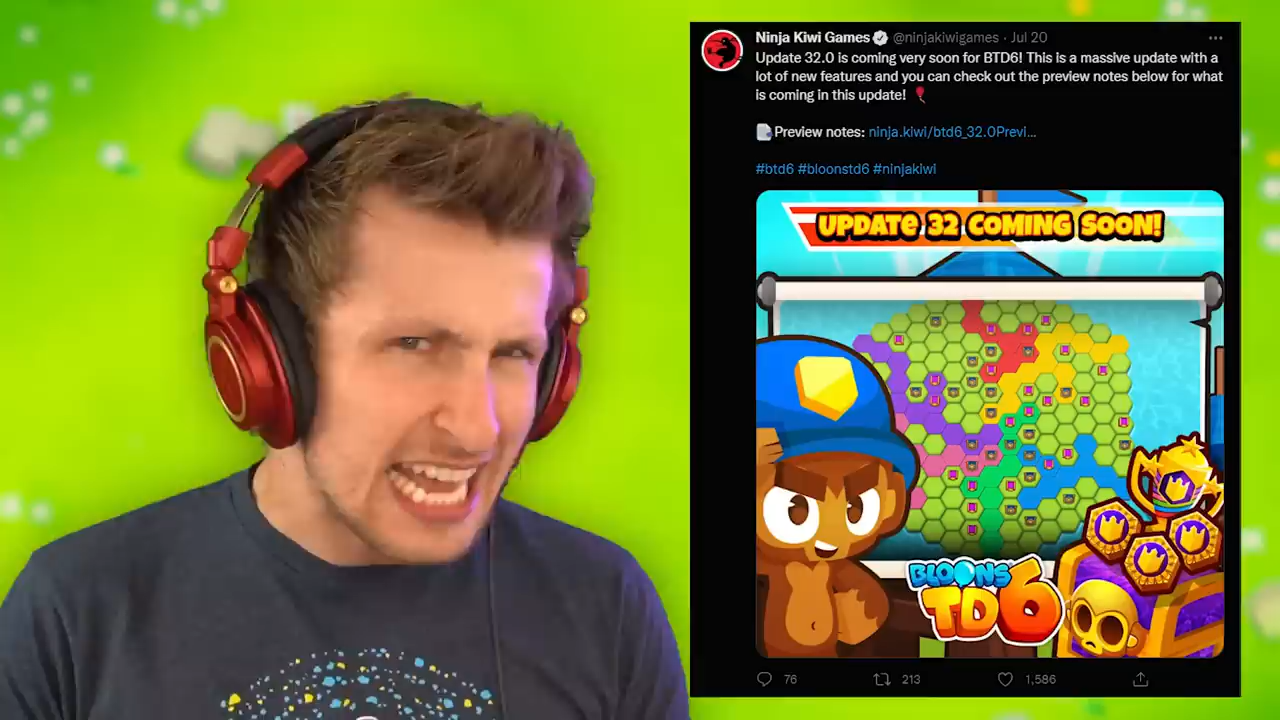 Ninja Kiwi Games @ninjakiwigames · Jul 20
Update 32.0 is coming very soon for BTD6! This is a massive update with a
lot of new features and you can check out the preview notes below for what
is coming in this update!
Preview notes: ninja.kiwi/btd6_32.0Previ...
#btd6 #bloonstd6 #ninjakiwi
UPDATE 32 COMING SOON!
BLOONS
TD6
76 213 1,586